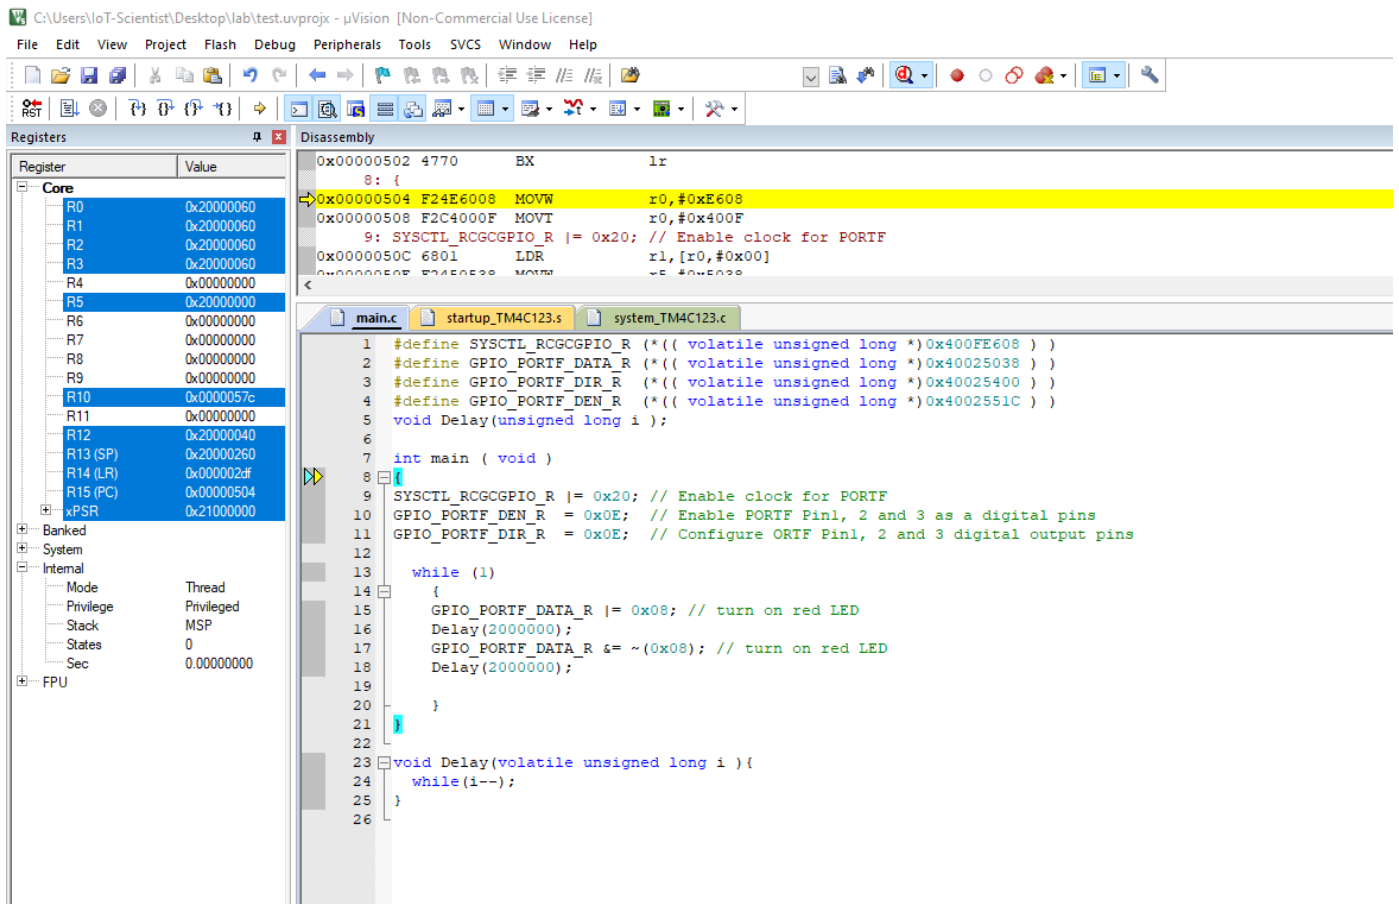 C:\Users\IoT-Scientist\Desktop\lab\test.uvprojx - µVision [Non-Commercial Use License]
File Edit View Project Flash Debug Peripherals Tools SVCS Window Help
RST
Registers
Register Value
Core
R0 0x20000060
R1 0x20000060
R2 0x20000060
R3 0x20000060
R4 0x00000000
R5 0x20000000
R6 0x00000000
R7 0x00000000
R8 0x00000000
R9 0x00000000
R10 0x0000057c
R11 0x00000000
R12 0x20000040
R13 (SP) 0x20000260
R14 (LR) 0x000002df
R15 (PC) 0x00000504
xPSR 0x21000000
Banked
System
Internal
Mode Thread
Privilege Privileged
Stack MSP
States 0
Sec 0.00000000
FPU
Disassembly
0x00000502 4770 BX lr
8: {
0x00000504 F24E6008 MOVW r0,#0xE608
0x00000508 F2C4000F MOVT r0,#0x400F
9: SYSCTL_RCGCGPIO_R |= 0x20; // Enable clock for PORTF
0x0000050C 6801 LDR r1,[r0,#0x00]
0x0000050E F2450538 MOVW r5,#0x5038
main.c startup_TM4C123.s system_TM4C123.c
1 #define SYSCTL_RCGCGPIO_R (*(( volatile unsigned long *)0x400FE608 ) )
2 #define GPIO_PORTF_DATA_R (*(( volatile unsigned long *)0x40025038 ) )
3 #define GPIO_PORTF_DIR_R (*(( volatile unsigned long *)0x40025400 ) )
4 #define GPIO_PORTF_DEN_R (*(( volatile unsigned long *)0x4002551C ) )
5 void Delay(unsigned long i );
6
7 int main ( void )
8 {
9 SYSCTL_RCGCGPIO_R |= 0x20; // Enable clock for PORTF
10 GPIO_PORTF_DEN_R = 0x0E; // Enable PORTF Pin1, 2 and 3 as a digital pins
11 GPIO_PORTF_DIR_R = 0x0E; // Configure ORTF Pin1, 2 and 3 digital output pins
12
13 while (1)
14 {
15 GPIO_PORTF_DATA_R |= 0x08; // turn on red LED
16 Delay(2000000);
17 GPIO_PORTF_DATA_R &= ~(0x08); // turn on red LED
18 Delay(2000000);
19
20 }
21 }
22
23 void Delay(volatile unsigned long i ){
24 while(i--);
25 }
26